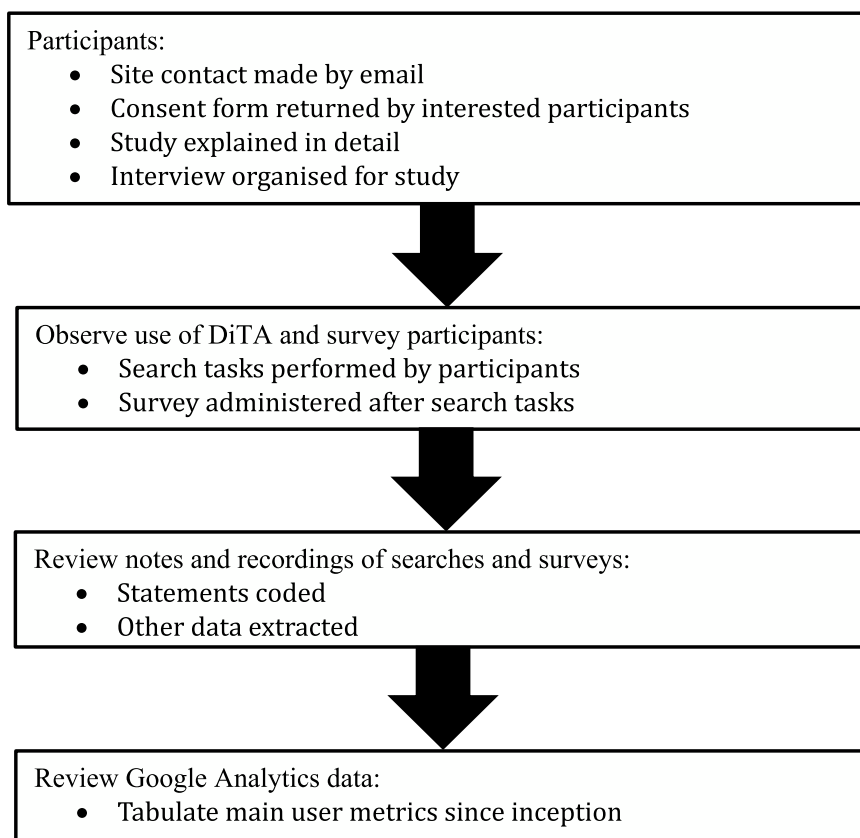 Participants:
• Site contact made by email
• Consent form returned by interested participants
• Study explained in detail
• Interview organised for study
Observe use of DiTA and survey participants:
• Search tasks performed by participants
• Survey administered after search tasks
Review notes and recordings of searches and surveys:
• Statements coded
• Other data extracted
Review Google Analytics data:
• Tabulate main user metrics since inception